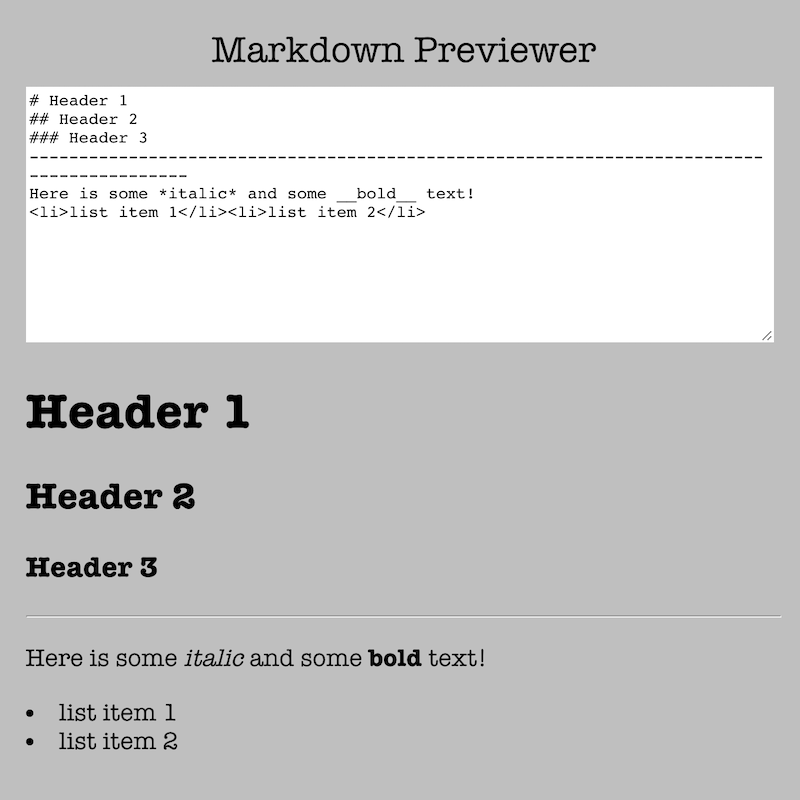 Markdown Previewer
# Header 1
## Header 2
### Header 3
--------------------------------------------------------------------------
----------------
Here is some *italic* and some __bold__ text!
<li>list item 1</li><li>list item 2</li>
Header 1
Header 2
Header 3
Here is some italic and some bold text!
• list item 1
• list item 2